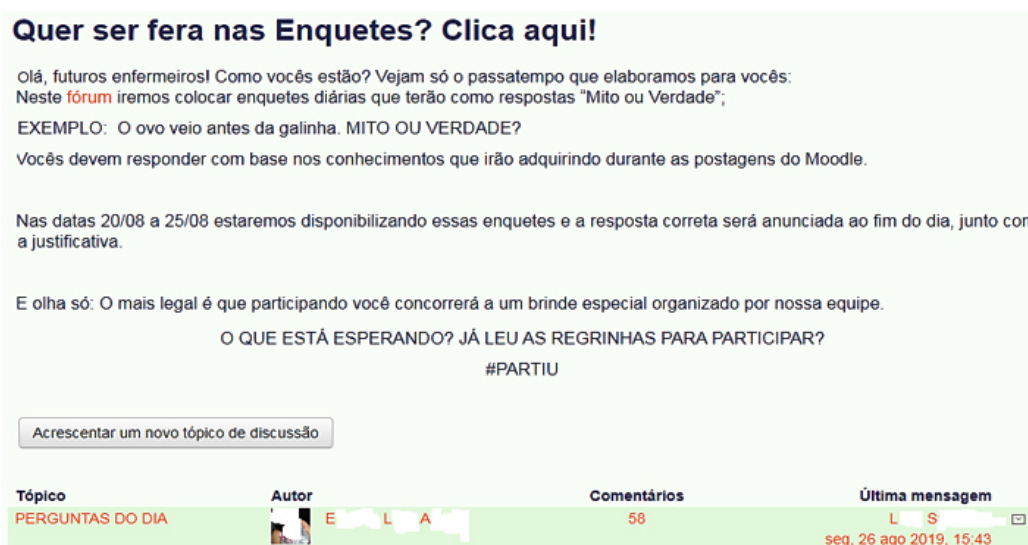 Quer ser fera nas Enquetes? Clica aqui!
Olá, futuros enfermeiros! Como vocês estão? Vejam só o passatempo que elaboramos para vocês:
Neste fórum iremos colocar enquetes diárias que terão como respostas “Mito ou Verdade”;
EXEMPLO: O ovo veio antes da galinha. MITO OU VERDADE?
Vocês devem responder com base nos conhecimentos que irão adquirindo durante as postagens do Moodle.
Nas datas 20/08 a 25/08 estaremos disponibilizando essas enquetes e a resposta correta será anunciada ao fim do dia, junto com
a justificativa.
E olha só: O mais legal é que participando você concorrerá a um brinde especial organizado por nossa equipe.
O QUE ESTÁ ESPERANDO? JÁ LEU AS REGRINHAS PARA PARTICIPAR?
#PARTIU
Acrescentar um novo tópico de discussão
Tópico Autor Comentários Última mensagem
PERGUNTAS DO DIA E L A 58 L S
seg, 26 ago 2019, 15:43